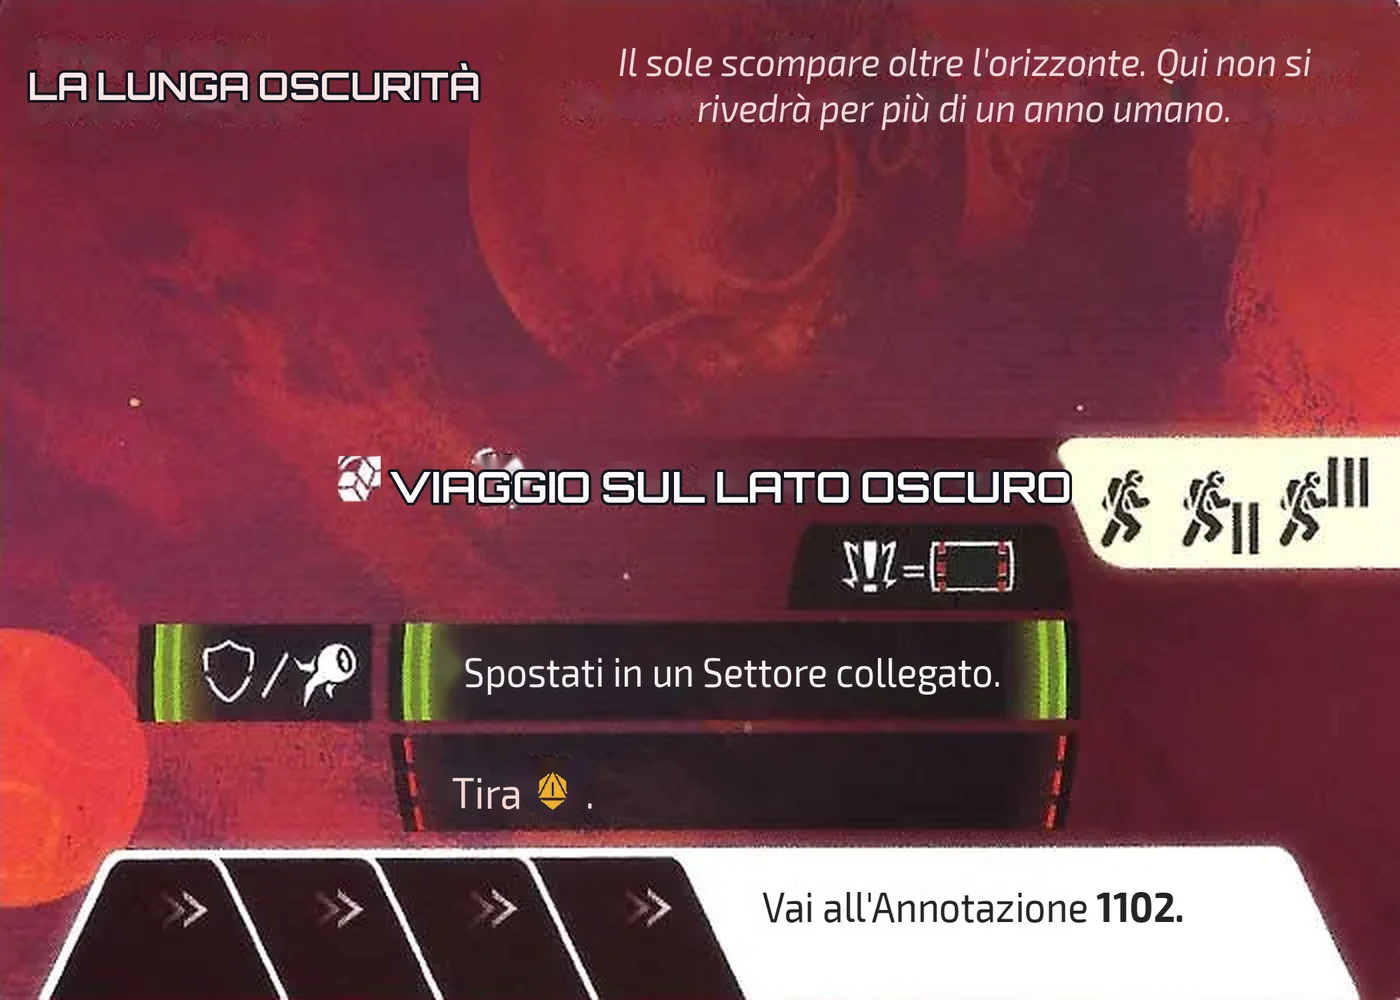 LA LUNGA OSCURITÀ
Il sole scompare oltre l'orizzonte. Qui non si
rivedrà per più di un anno umano.
VIAGGIO SUL LATO OSCURO
Spostati in un Settore collegato.
Tira .
Vai all'Annotazione 1102.